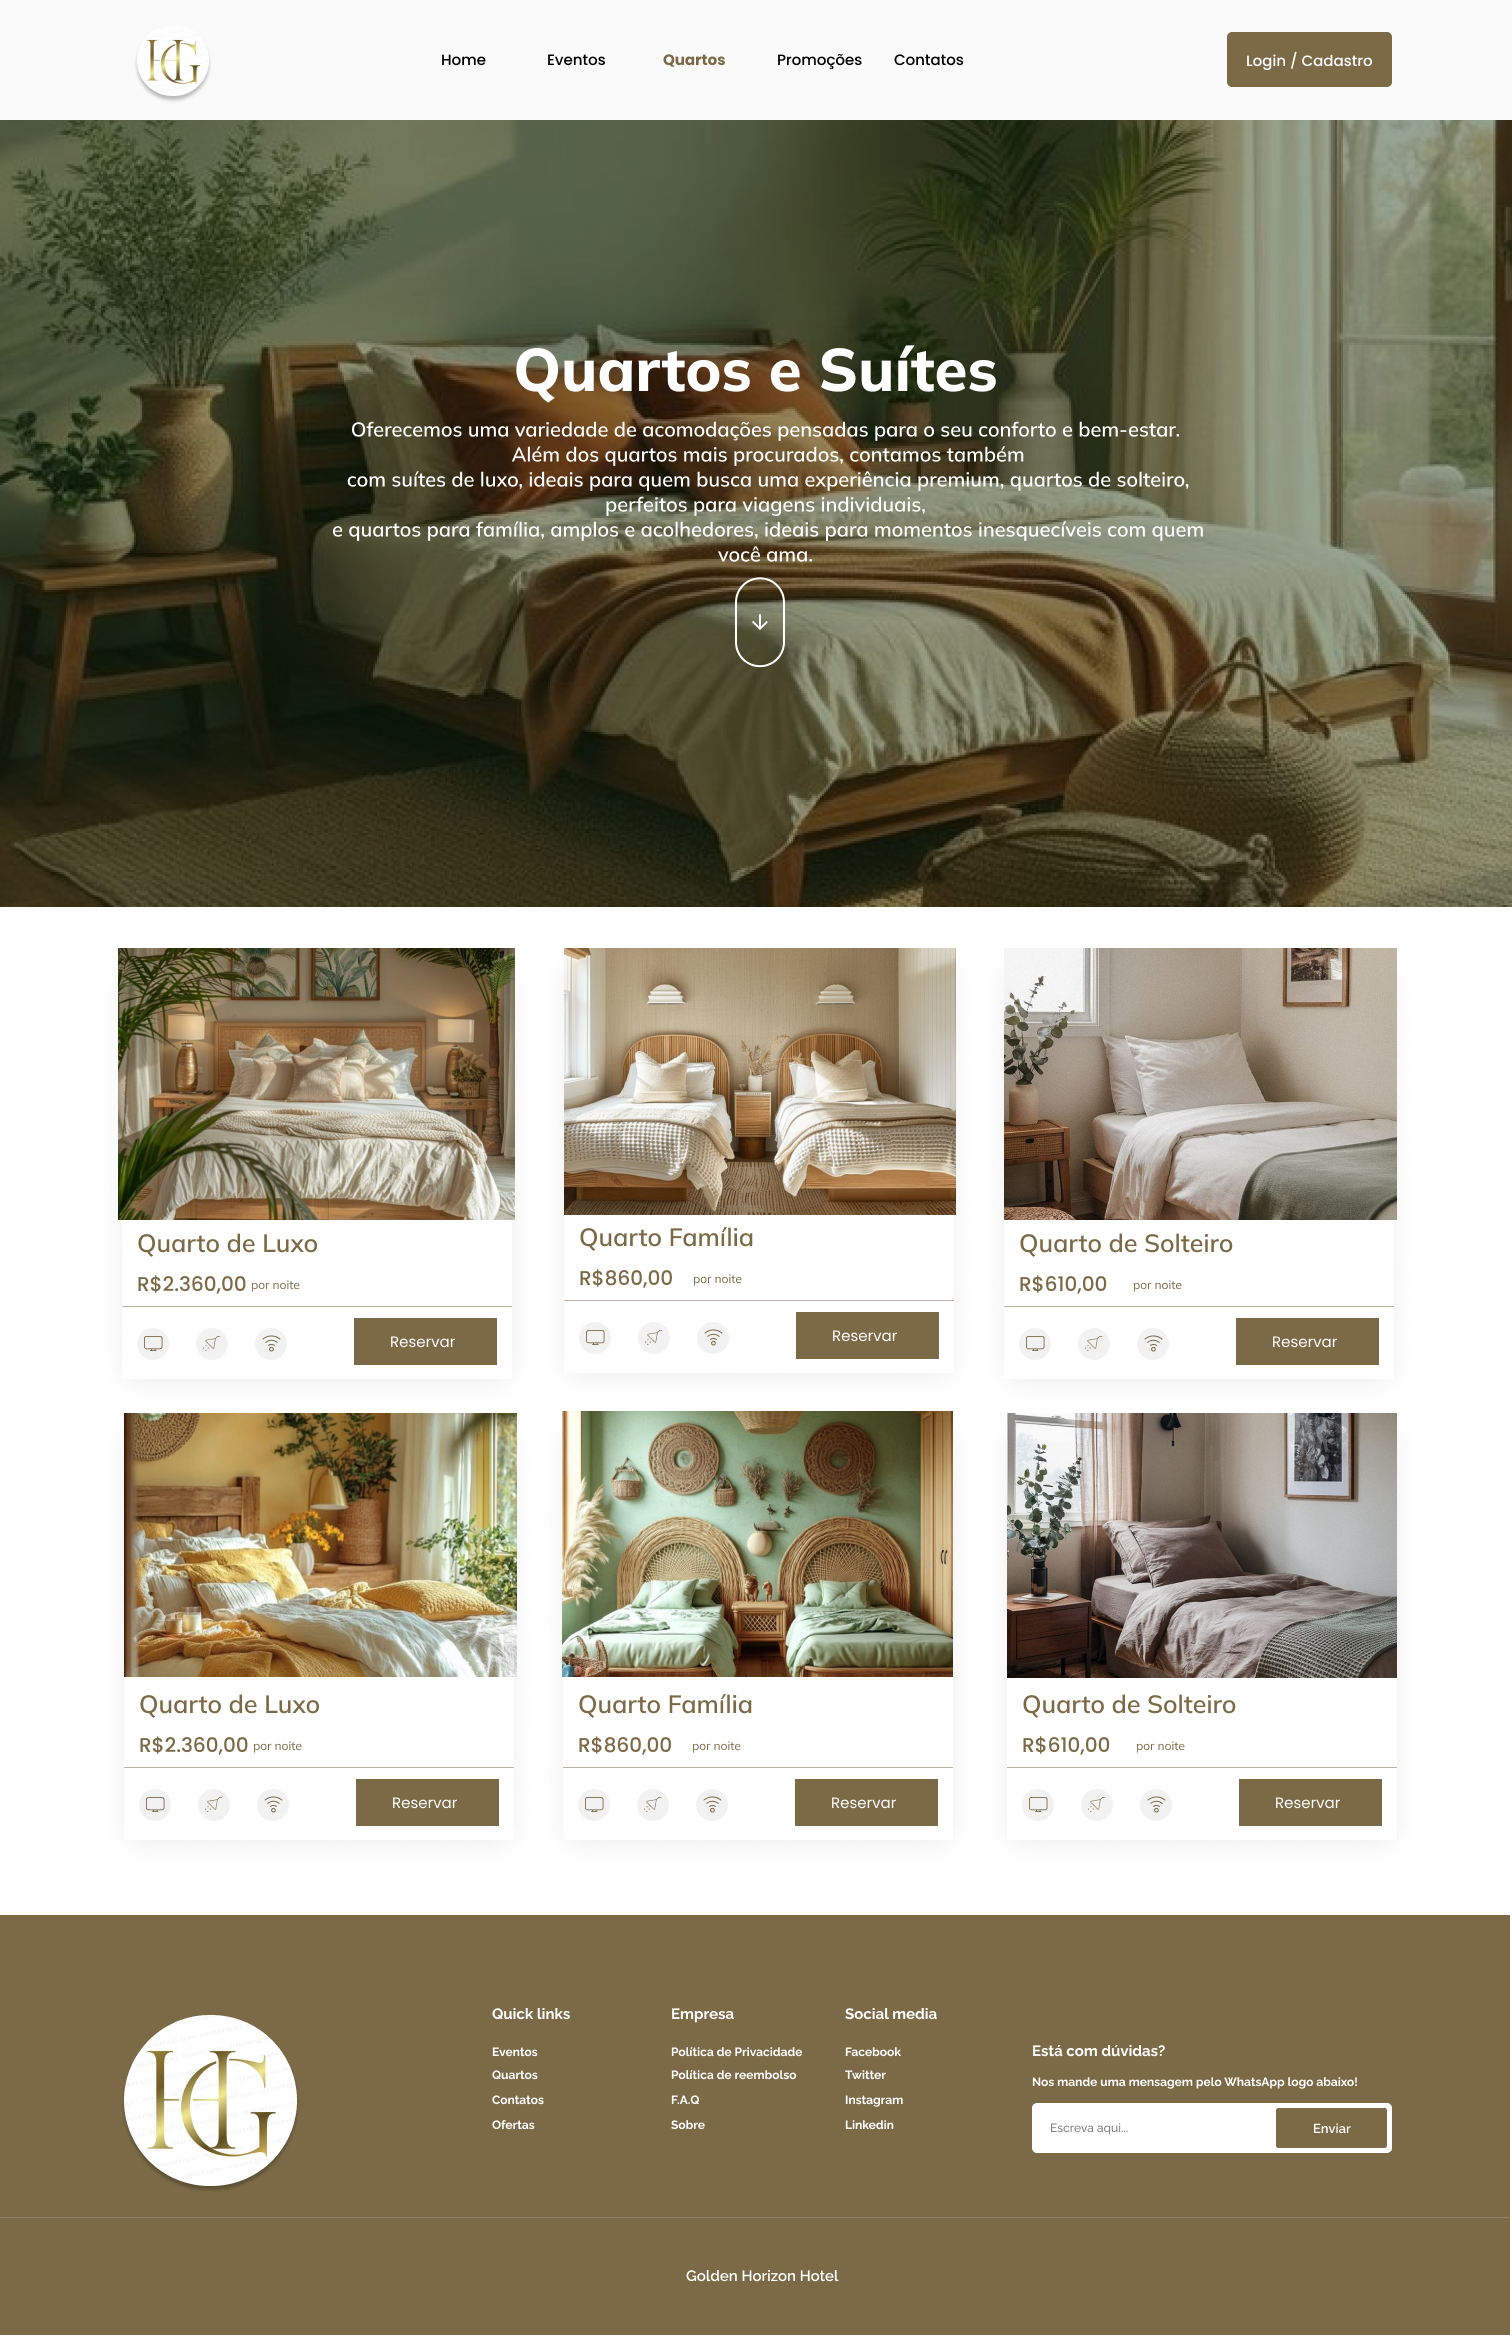 HG
Home
Eventos
Quartos
Promoções
Contatos
Login / Cadastro
Quartos e Suítes
Oferecemos uma variedade de acomodações pensadas para o seu conforto e bem-estar.
Além dos quartos mais procurados, contamos também
com suítes de luxo, ideais para quem busca uma experiência premium, quartos de solteiro,
perfeitos para viagens individuais,
e quartos para família, amplos e acolhedores, ideais para momentos inesquecíveis com quem
você ama.
Quarto de Luxo
R$2.360,00 por noite
Reservar
Quarto Família
R$860,00 por noite
Reservar
Quarto de Solteiro
R$610,00 por noite
Reservar
Quarto de Luxo
R$2.360,00 por noite
Reservar
Quarto Família
R$860,00 por noite
Reservar
Quarto de Solteiro
R$610,00 por noite
Reservar
HG
Quick links
Eventos
Quartos
Contatos
Ofertas
Empresa
Política de Privacidade
Política de reembolso
F.A.Q
Sobre
Social media
Facebook
Twitter
Instagram
Linkedin
Está com dúvidas?
Nos mande uma mensagem pelo WhatsApp logo abaixo!
Escreva aqui...
Enviar
Golden Horizon Hotel